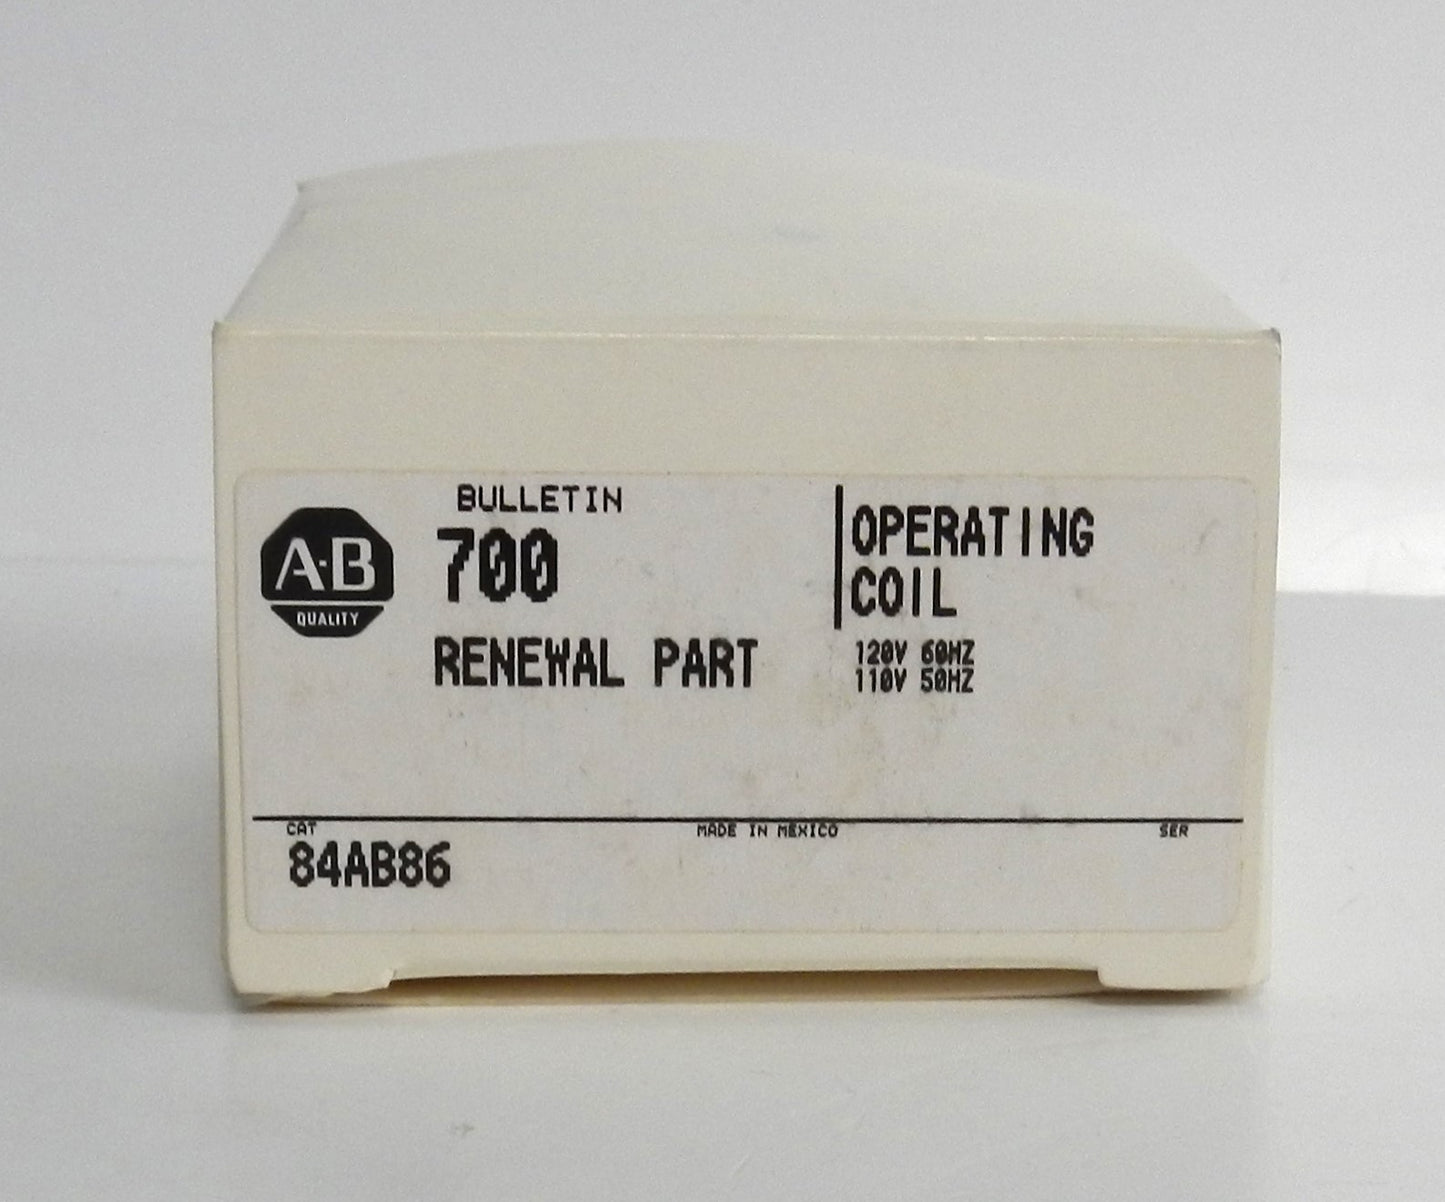 A-B
QUALITY
BULLETIN
700
RENEWAL PART
OPERATING
COIL
120V 60HZ
110V 50HZ
CAT
MADE IN MEXICO
SER
84AB86